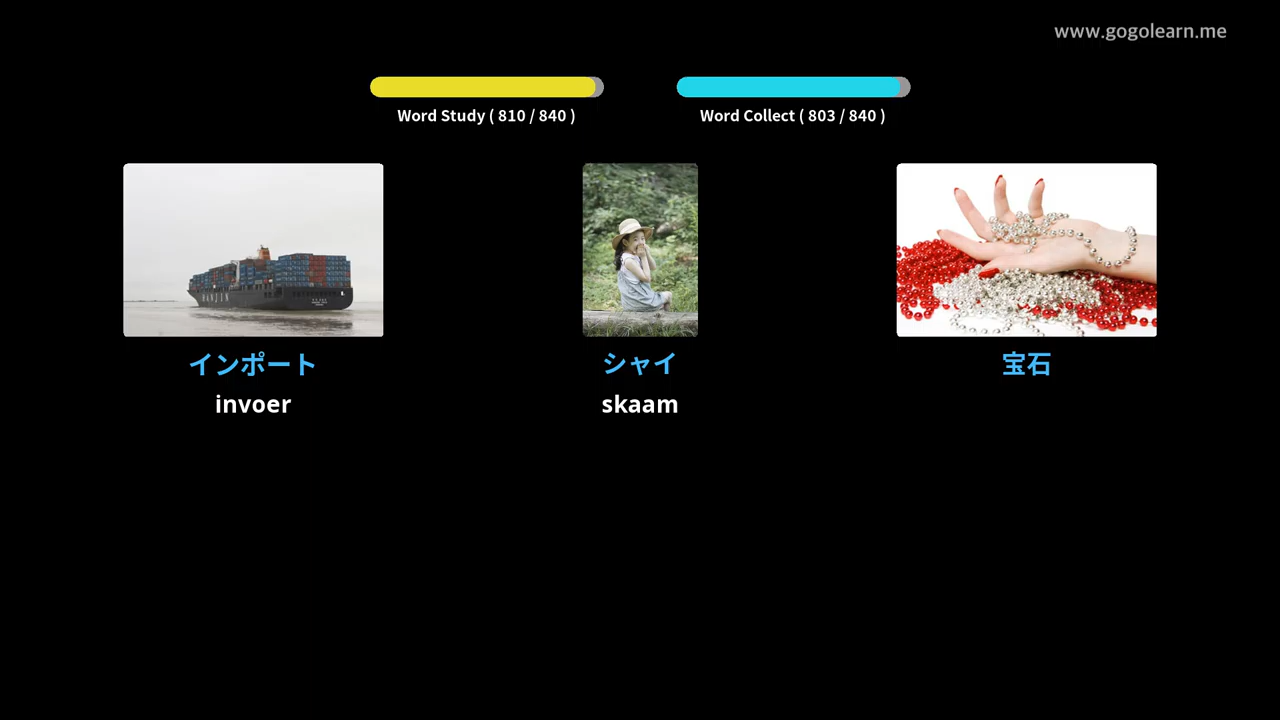 www.gogolearn.me
Word Study ( 810 / 840 )
Word Collect ( 803 / 840 )
インポート
シャイ
宝石
invoer
skaam